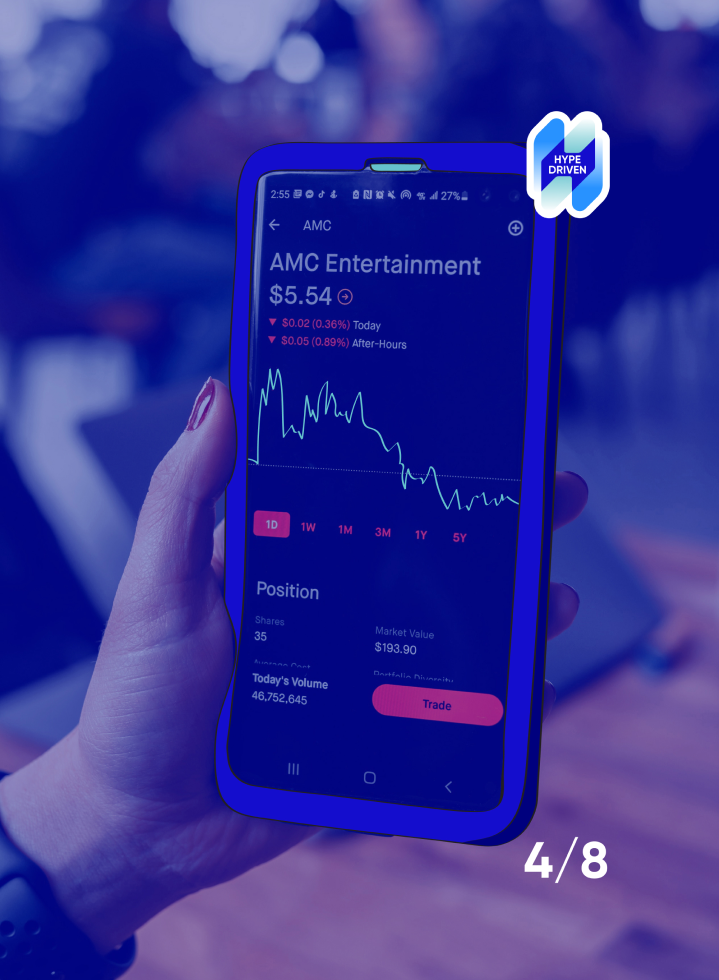 HYPE
DRIVEN
2:55 27%
AMC
AMC Entertainment
$5.54
$0.02 (0.36%) Today
$0.05 (0.89%) After-Hours
1D 1W 1M 3M 1Y 5Y
Position
Shares
35
Market Value
$193.90
Average Cost
Portfolio Diversity
Today's Volume
46,752,645
Trade
4/8